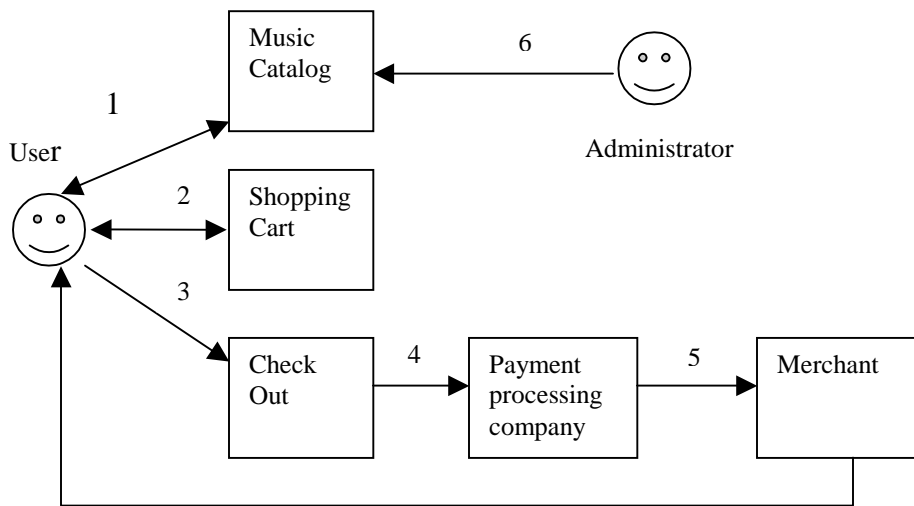 Music
Catalog
6
1
User
Administrator
2
Shopping
Cart
3
Check
Out
4
Payment
processing
company
5
Merchant